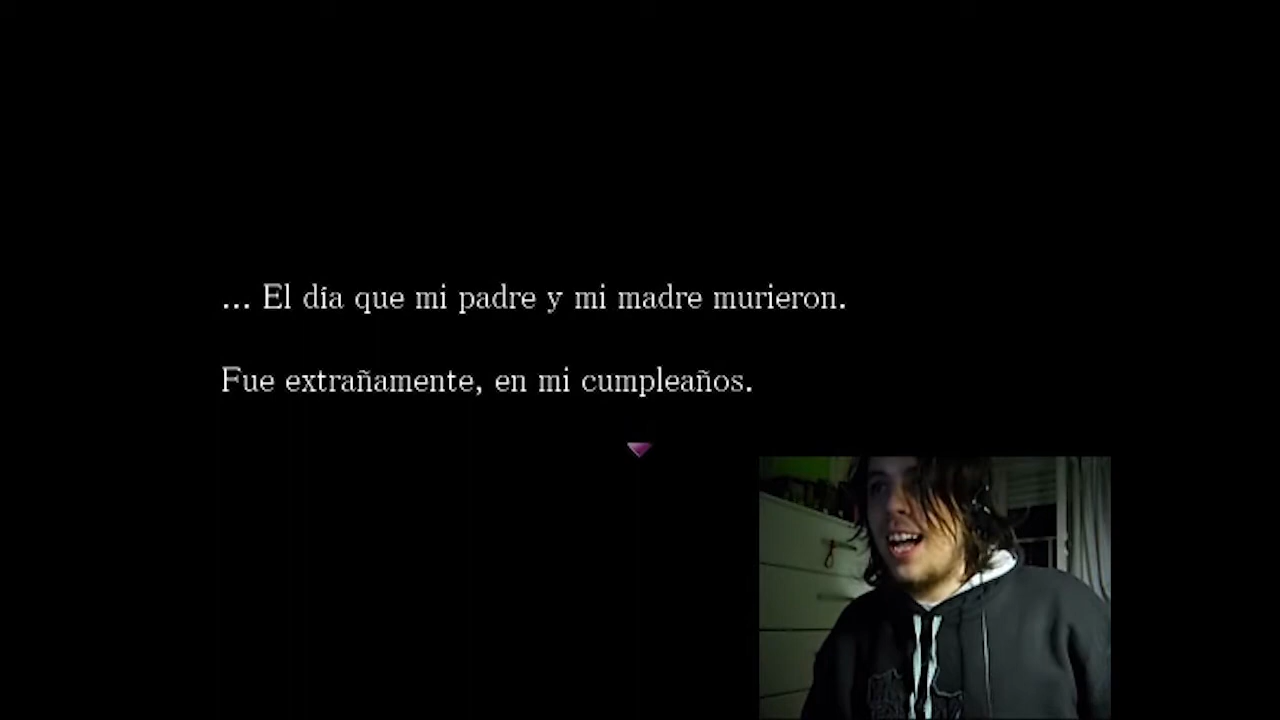 ... El día que mi padre y mi madre murieron.
Fue extrañamente, en mi cumpleaños.